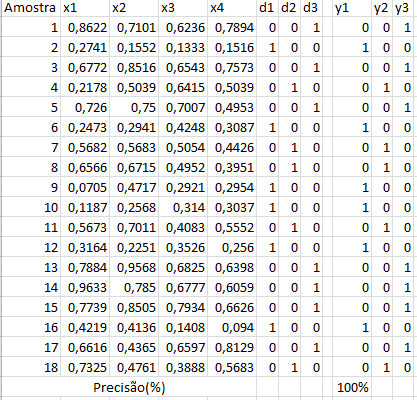 Amostra x1 x2 x3 x4 d1 d2 d3 y1 y2 y3
1 0,8622 0,7101 0,6236 0,7894 0 0 1 0 0 1
2 0,2741 0,1552 0,1333 0,1516 1 0 0 1 0 0
3 0,6772 0,8516 0,6543 0,7573 0 0 1 0 0 1
4 0,2178 0,5039 0,6415 0,5039 0 1 0 0 1 0
5 0,726 0,75 0,7007 0,4953 0 0 1 0 0 1
6 0,2473 0,2941 0,4248 0,3087 1 0 0 1 0 0
7 0,5682 0,5683 0,5054 0,4426 0 1 0 0 1 0
8 0,6566 0,6715 0,4952 0,3951 0 1 0 0 1 0
9 0,0705 0,4717 0,2921 0,2954 1 0 0 1 0 0
10 0,1187 0,2568 0,314 0,3037 1 0 0 1 0 0
11 0,5673 0,7011 0,4083 0,5552 0 1 0 0 1 0
12 0,3164 0,2251 0,3526 0,256 1 0 0 1 0 0
13 0,7884 0,9568 0,6825 0,6398 0 0 1 0 0 1
14 0,9633 0,785 0,6777 0,6059 0 0 1 0 0 1
15 0,7739 0,8505 0,7934 0,6626 0 0 1 0 0 1
16 0,4219 0,4136 0,1408 0,094 1 0 0 1 0 0
17 0,6616 0,4365 0,6597 0,8129 0 0 1 0 0 1
18 0,7325 0,4761 0,3888 0,5683 0 1 0 0 1 0
Precisão(%) 100%